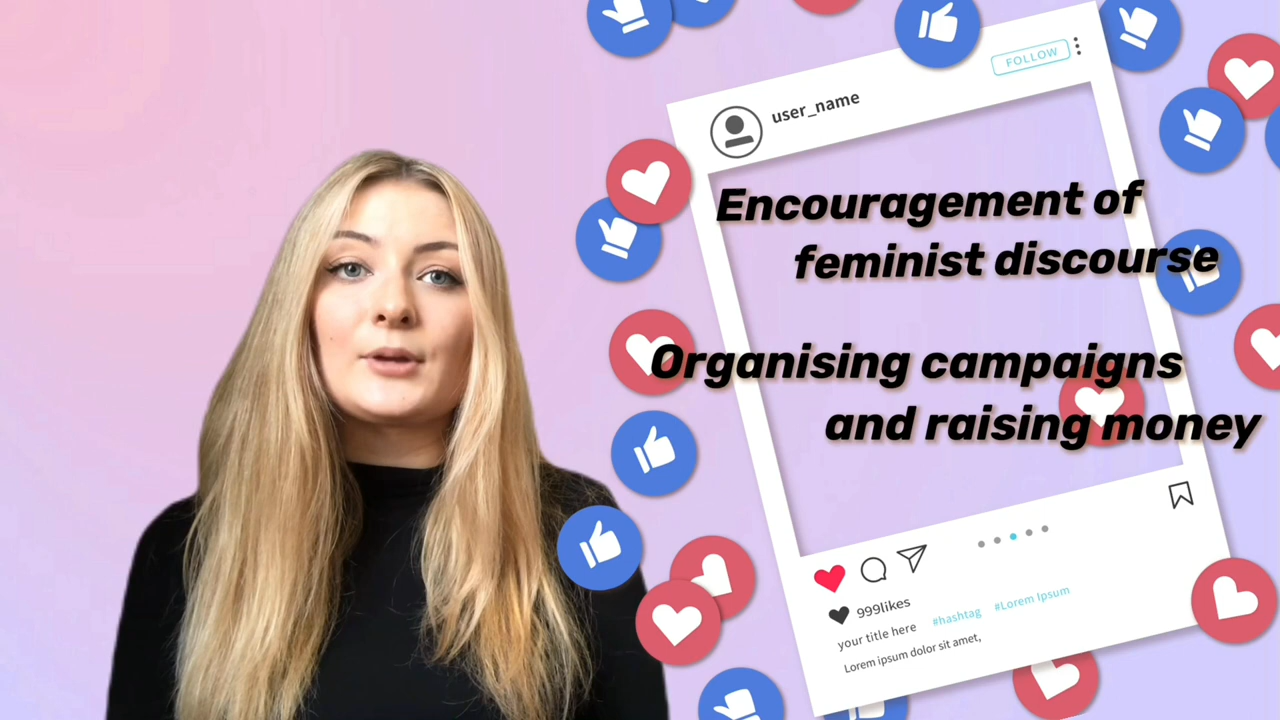 FOLLOW
user_name
Encouragement of
feminist discourse
Organising campaigns
and raising money
999likes
your title here #hashtag #Lorem Ipsum
Lorem ipsum dolor sit amet,